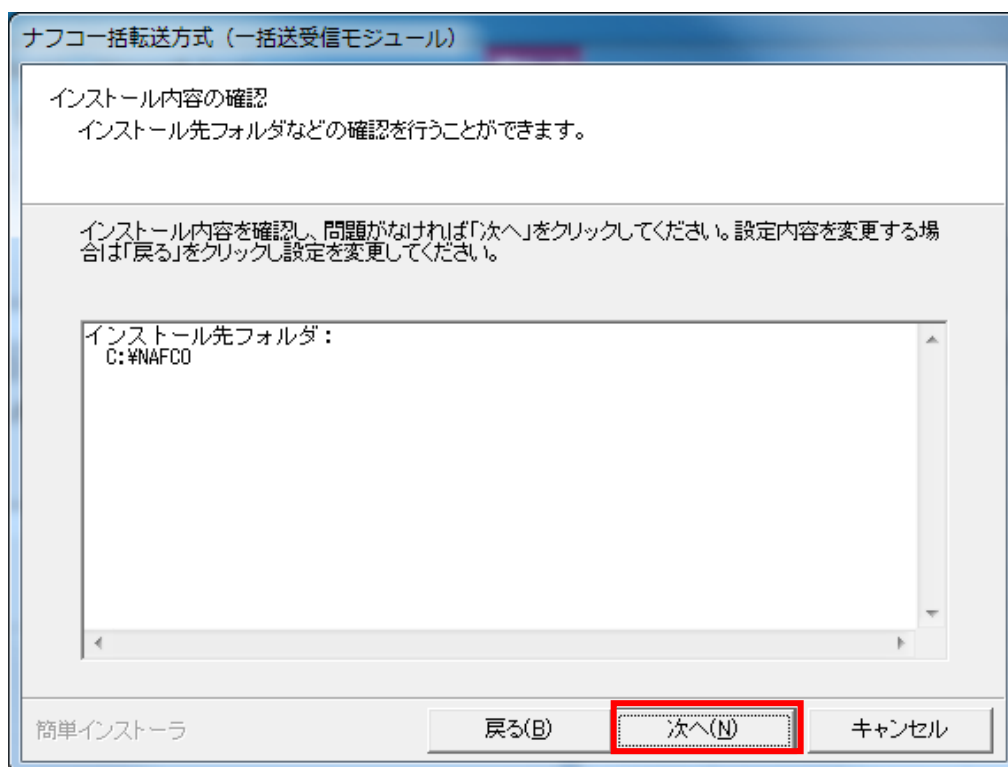 ナフコ一括転送方式（一括送受信モジュール）
インストール内容の確認
インストール先フォルダなどの確認を行うことができます。
インストール内容を確認し、問題がなければ「次へ」をクリックしてください。設定内容を変更する場
合は「戻る」をクリックし設定を変更してください。
インストール先フォルダ：
C:¥NAFCO
簡単インストーラ
戻る(B)
次へ(N)
キャンセル